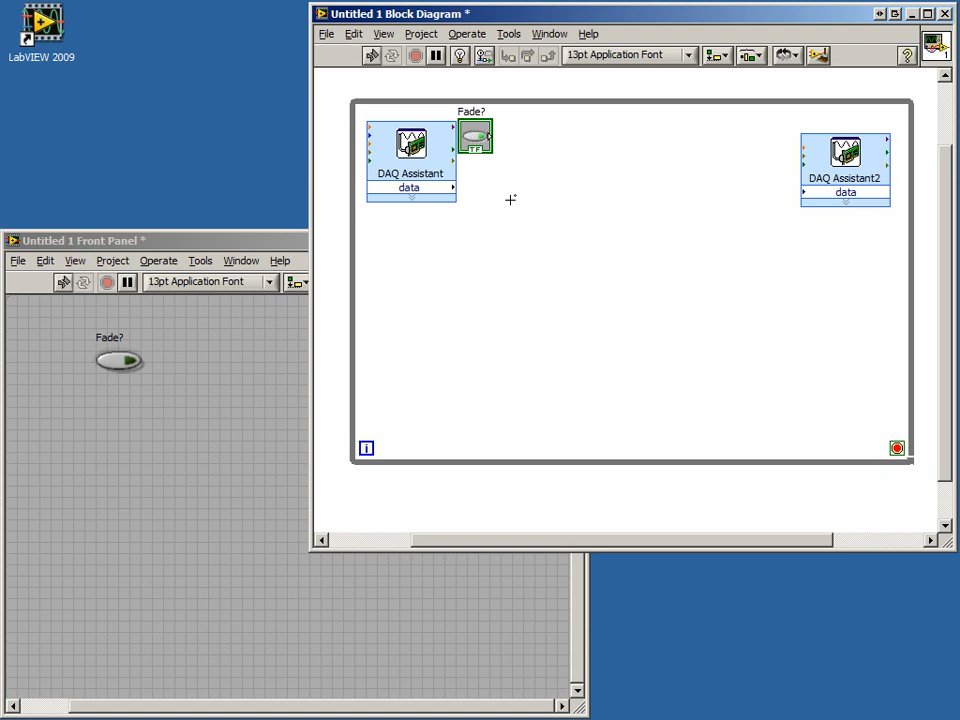 LabVIEW 2009
Untitled 1 Block Diagram *
File Edit View Project Operate Tools Window Help
13pt Application Font
?
1
Fade?
TF
DAQ Assistant
data
DAQ Assistant2
data
i
Untitled 1 Front Panel *
File Edit View Project Operate Tools Window Help
13pt Application Font
Fade?